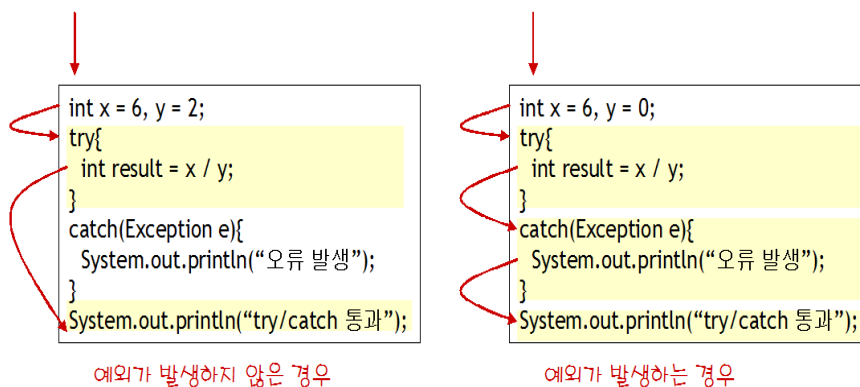 int x = 6, y = 2;
try{
int result = x / y;
}
catch(Exception e){
System.out.println(“오류 발생”);
}
System.out.println(“try/catch 통과”);
예외가 발생하지 않은 경우
int x = 6, y = 0;
try{
int result = x / y;
}
catch(Exception e){
System.out.println(“오류 발생”);
}
System.out.println(“try/catch 통과”);
예외가 발생하는 경우